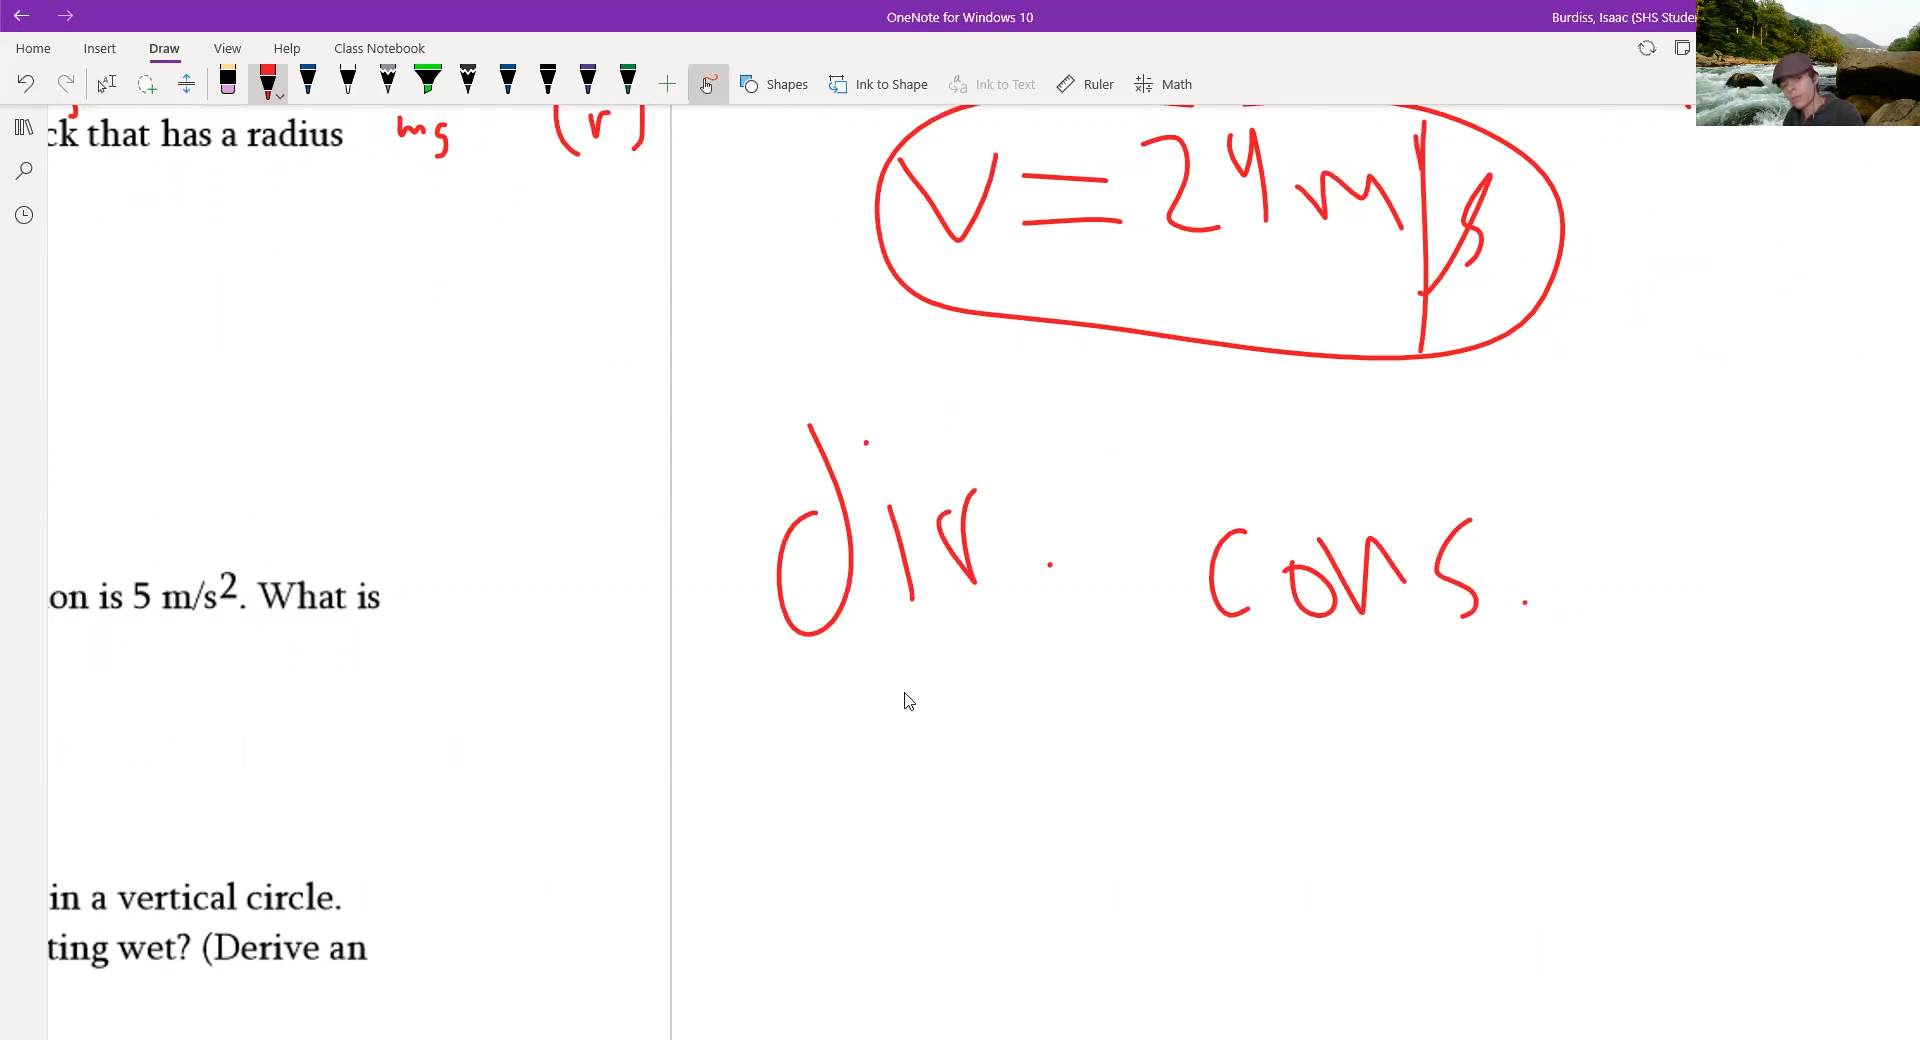 OneNote for Windows 10
Burdiss, Isaac (SHS Studen
Home Insert Draw View Help Class Notebook
Shapes Ink to Shape Ink to Text Ruler Math
ck that has a radius
mg (r)
V = 24 m/s
dir. cons.
on is 5 m/s². What is
in a vertical circle.
ting wet? (Derive an